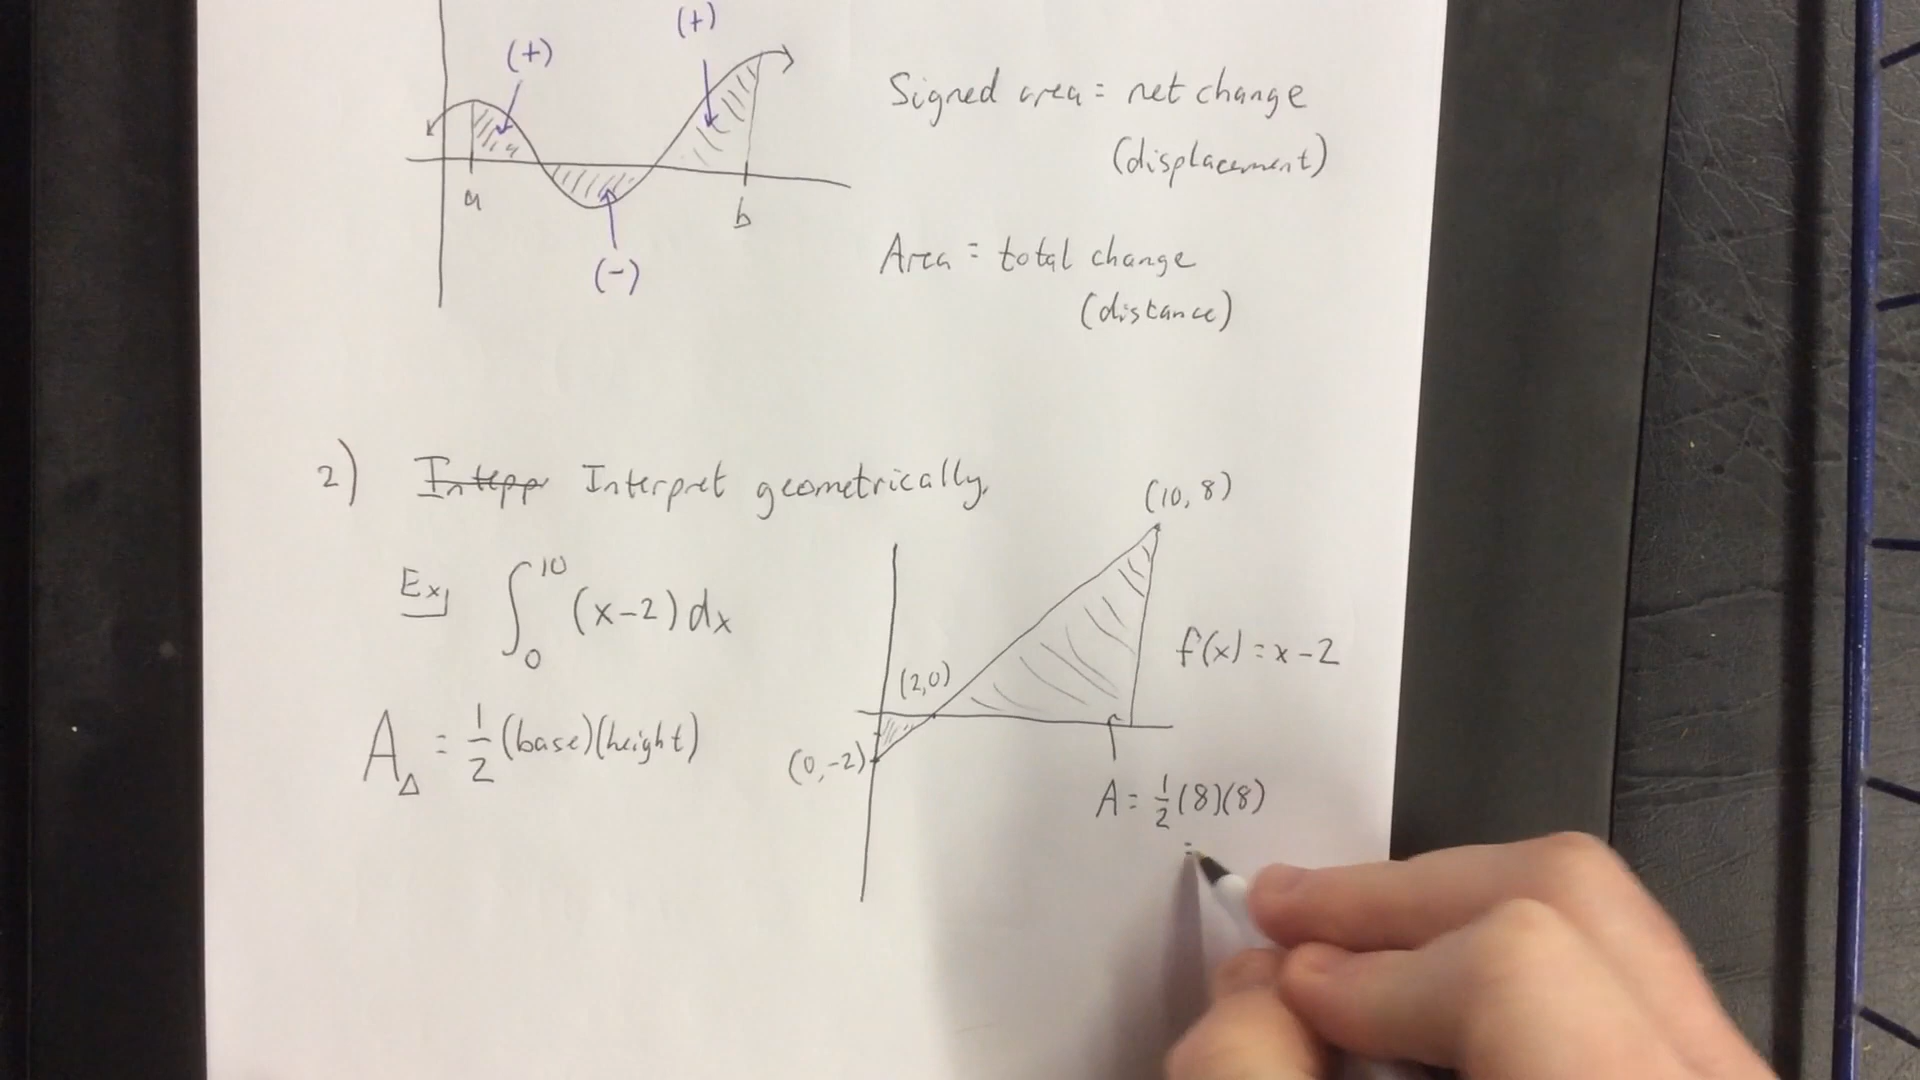 (+)
(+)
a
b
(-)
Signed area = net change
(displacement)
Area = total change
(distance)
2) Intepp Interpret geometrically.
Ex) ∫₀¹⁰ (x-2) dx
A△ = 1/2 (base)(height)
(10, 8)
f(x) = x-2
(2,0)
(0,-2)
A = 1/2 (8)(8)
=